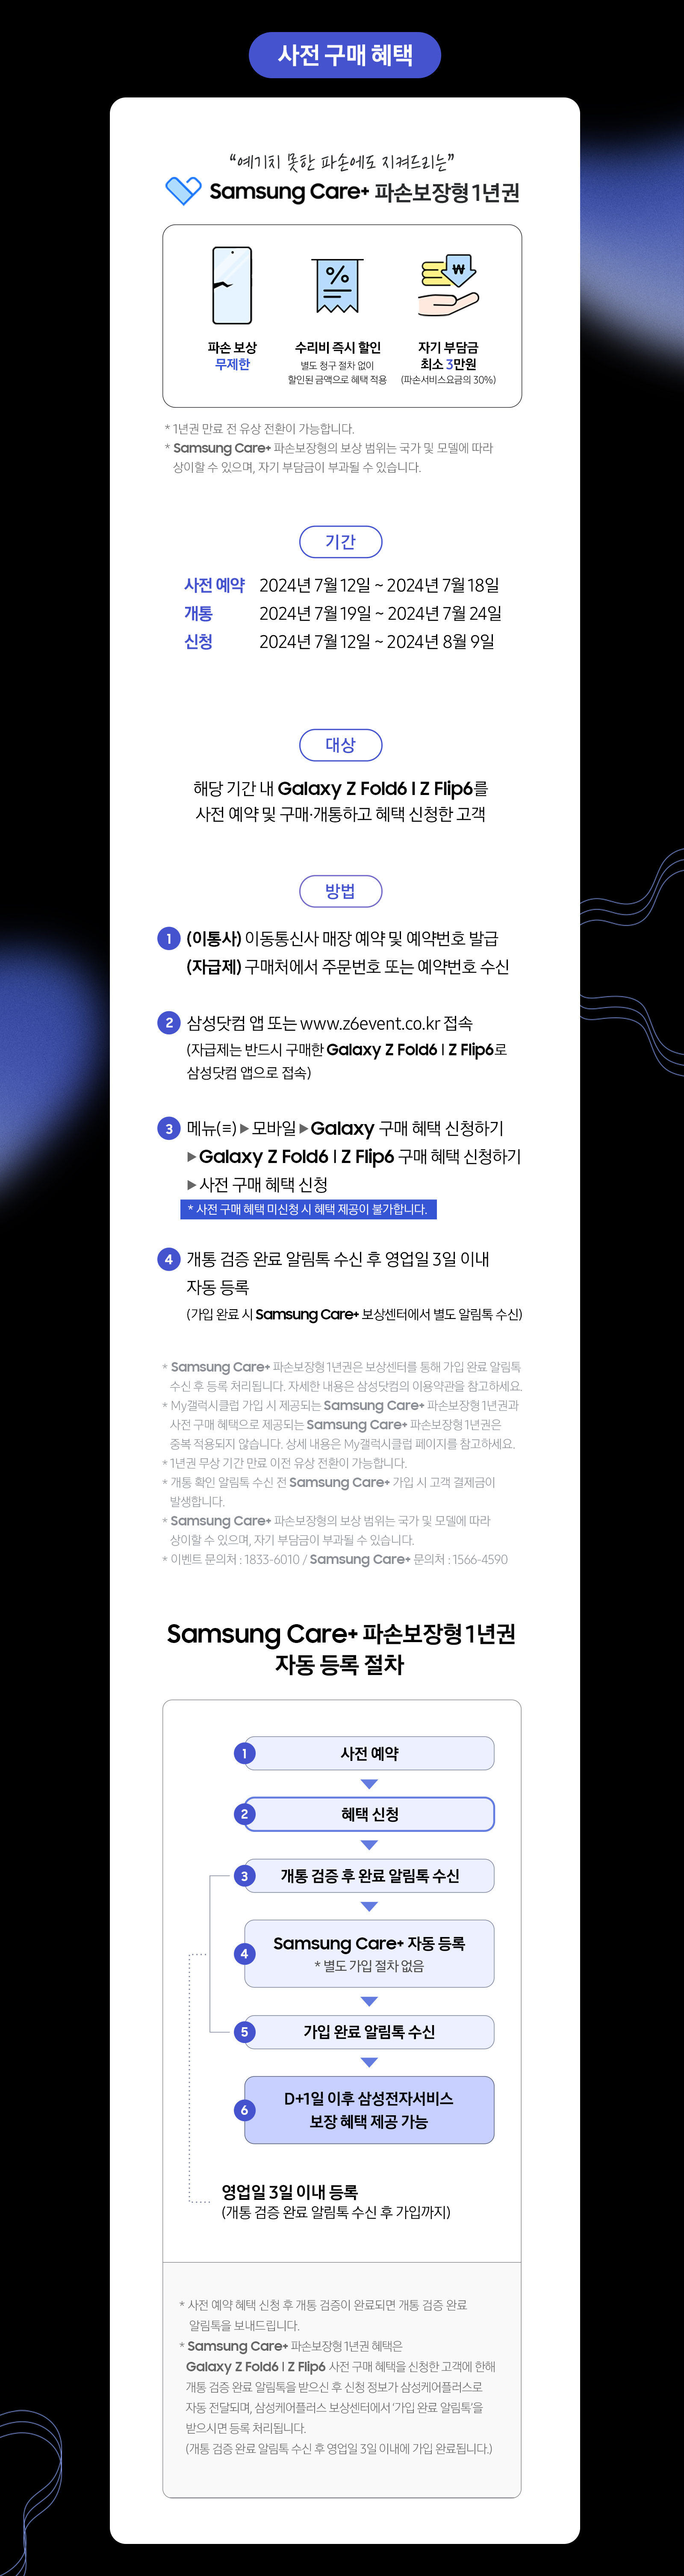 사전 구매 혜택
“예기치 못한 파손에도 지켜드리는”
Samsung Care+ 파손보장형 1년권
파손 보상
무제한
수리비 즉시 할인
별도 청구 절차 없이
할인된 금액으로 혜택 적용
자기 부담금
최소 3만원
(파손서비스요금의 30%)
* 1년권 만료 전 유상 전환이 가능합니다.
* Samsung Care+ 파손보장형의 보상 범위는 국가 및 모델에 따라
상이할 수 있으며, 자기 부담금이 부과될 수 있습니다.
기간
사전 예약 2024년 7월 12일 ~ 2024년 7월 18일
개통 2024년 7월 19일 ~ 2024년 7월 24일
신청 2024년 7월 12일 ~ 2024년 8월 9일
대상
해당 기간 내 Galaxy Z Fold6 l Z Flip6를
사전 예약 및 구매·개통하고 혜택 신청한 고객
방법
1 (이통사) 이동통신사 매장 예약 및 예약번호 발급
(자급제) 구매처에서 주문번호 또는 예약번호 수신
2 삼성닷컴 앱 또는 www.z6event.co.kr 접속
(자급제는 반드시 구매한 Galaxy Z Fold6 l Z Flip6로
삼성닷컴 앱으로 접속)
3 메뉴(≡) ▶ 모바일 ▶ Galaxy 구매 혜택 신청하기
▶ Galaxy Z Fold6 l Z Flip6 구매 혜택 신청하기
▶ 사전 구매 혜택 신청
* 사전 구매 혜택 미신청 시 혜택 제공이 불가합니다.
4 개통 검증 완료 알림톡 수신 후 영업일 3일 이내
자동 등록
(가입 완료 시 Samsung Care+ 보상센터에서 별도 알림톡 수신)
* Samsung Care+ 파손보장형 1년권은 보상센터를 통해 가입 완료 알림톡
수신 후 등록 처리됩니다. 자세한 내용은 삼성닷컴의 이용약관을 참고하세요.
* My갤럭시클럽 가입 시 제공되는 Samsung Care+ 파손보장형 1년권과
사전 구매 혜택으로 제공되는 Samsung Care+ 파손보장형 1년권은
중복 적용되지 않습니다. 상세 내용은 My갤럭시클럽 페이지를 참고하세요.
* 1년권 무상 기간 만료 이전 유상 전환이 가능합니다.
* 개통 확인 알림톡 수신 전 Samsung Care+ 가입 시 고객 결제금이
발생합니다.
* Samsung Care+ 파손보장형의 보상 범위는 국가 및 모델에 따라
상이할 수 있으며, 자기 부담금이 부과될 수 있습니다.
* 이벤트 문의처 : 1833-6010 / Samsung Care+ 문의처 : 1566-4590
Samsung Care+ 파손보장형 1년권
자동 등록 절차
1 사전 예약
2 혜택 신청
3 개통 검증 후 완료 알림톡 수신
4 Samsung Care+ 자동 등록
* 별도 가입 절차 없음
5 가입 완료 알림톡 수신
6 D+1일 이후 삼성전자서비스
보장 혜택 제공 가능
영업일 3일 이내 등록
(개통 검증 완료 알림톡 수신 후 가입까지)
* 사전 예약 혜택 신청 후 개통 검증이 완료되면 개통 검증 완료
알림톡을 보내드립니다.
* Samsung Care+ 파손보장형 1년권 혜택은
Galaxy Z Fold6 l Z Flip6 사전 구매 혜택을 신청한 고객에 한해
개통 검증 완료 알림톡을 받으신 후 신청 정보가 삼성케어플러스로
자동 전달되며, 삼성케어플러스 보상센터에서 ‘가입 완료 알림톡’을
받으시면 등록 처리됩니다.
(개통 검증 완료 알림톡 수신 후 영업일 3일 이내에 가입 완료됩니다.)